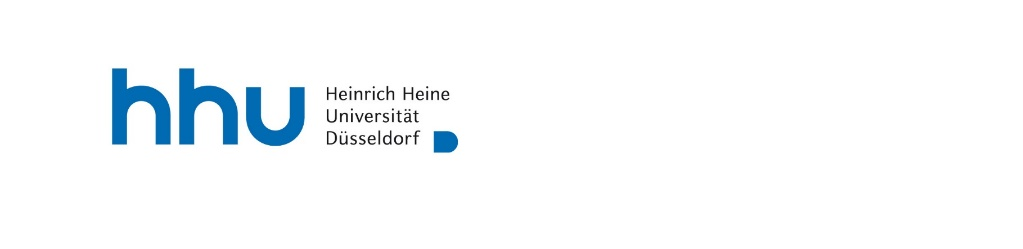 hhu
Heinrich Heine
Universität
Düsseldorf